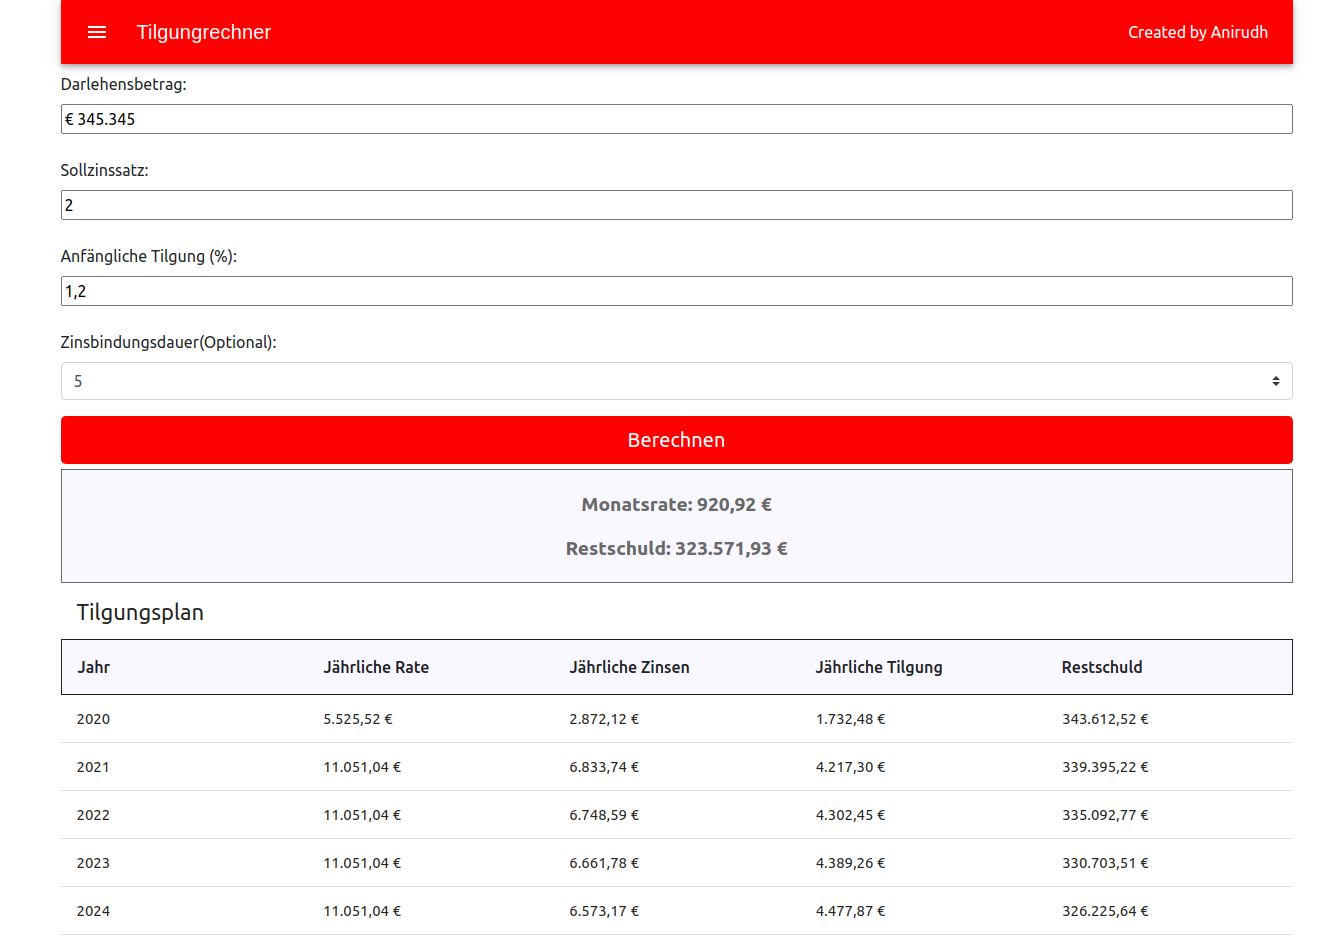 Tilgungrechner Created by Anirudh
Darlehensbetrag:
€ 345.345
Sollzinssatz:
2
Anfängliche Tilgung (%):
1,2
Zinsbindungsdauer(Optional):
5
Berechnen
Monatsrate: 920,92 €
Restschuld: 323.571,93 €
Tilgungsplan
Jahr Jährliche Rate Jährliche Zinsen Jährliche Tilgung Restschuld
2020 5.525,52 € 2.872,12 € 1.732,48 € 343.612,52 €
2021 11.051,04 € 6.833,74 € 4.217,30 € 339.395,22 €
2022 11.051,04 € 6.748,59 € 4.302,45 € 335.092,77 €
2023 11.051,04 € 6.661,78 € 4.389,26 € 330.703,51 €
2024 11.051,04 € 6.573,17 € 4.477,87 € 326.225,64 €